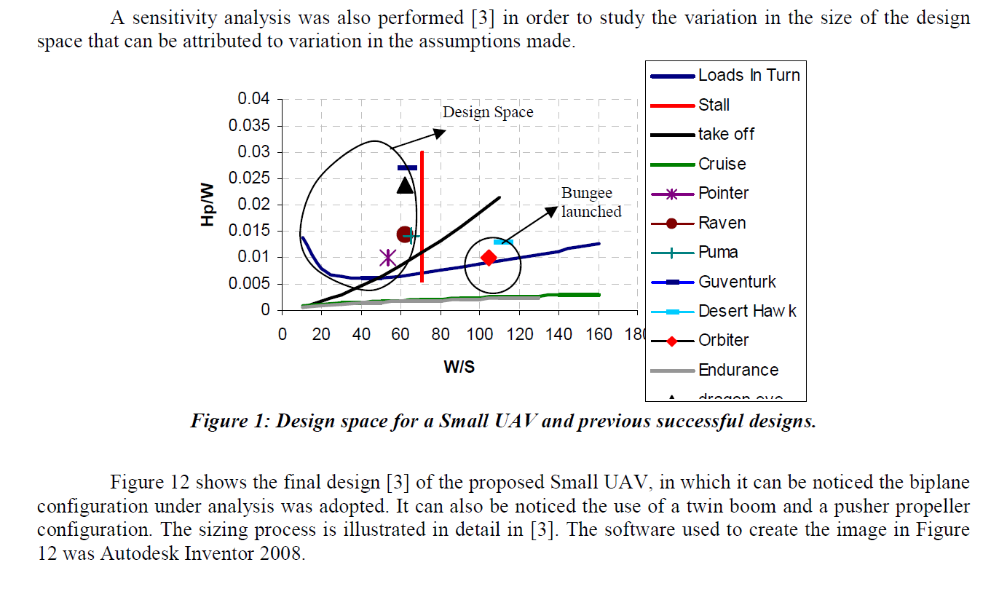 A sensitivity analysis was also performed [3] in order to study the variation in the size of the design
space that can be attributed to variation in the assumptions made.
0.04
0.035
0.03
0.025
0.02
0.015
0.01
0.005
0
Hp/W
Design Space
Bungee
launched
0 20 40 60 80 100 120 140 160 180
W/S
Loads In Turn
Stall
take off
Cruise
Pointer
Raven
Puma
Guventurk
Desert Hawk
Orbiter
Endurance
dragon eye
Figure 1: Design space for a Small UAV and previous successful designs.
Figure 12 shows the final design [3] of the proposed Small UAV, in which it can be noticed the biplane
configuration under analysis was adopted. It can also be noticed the use of a twin boom and a pusher propeller
configuration. The sizing process is illustrated in detail in [3]. The software used to create the image in Figure
12 was Autodesk Inventor 2008.